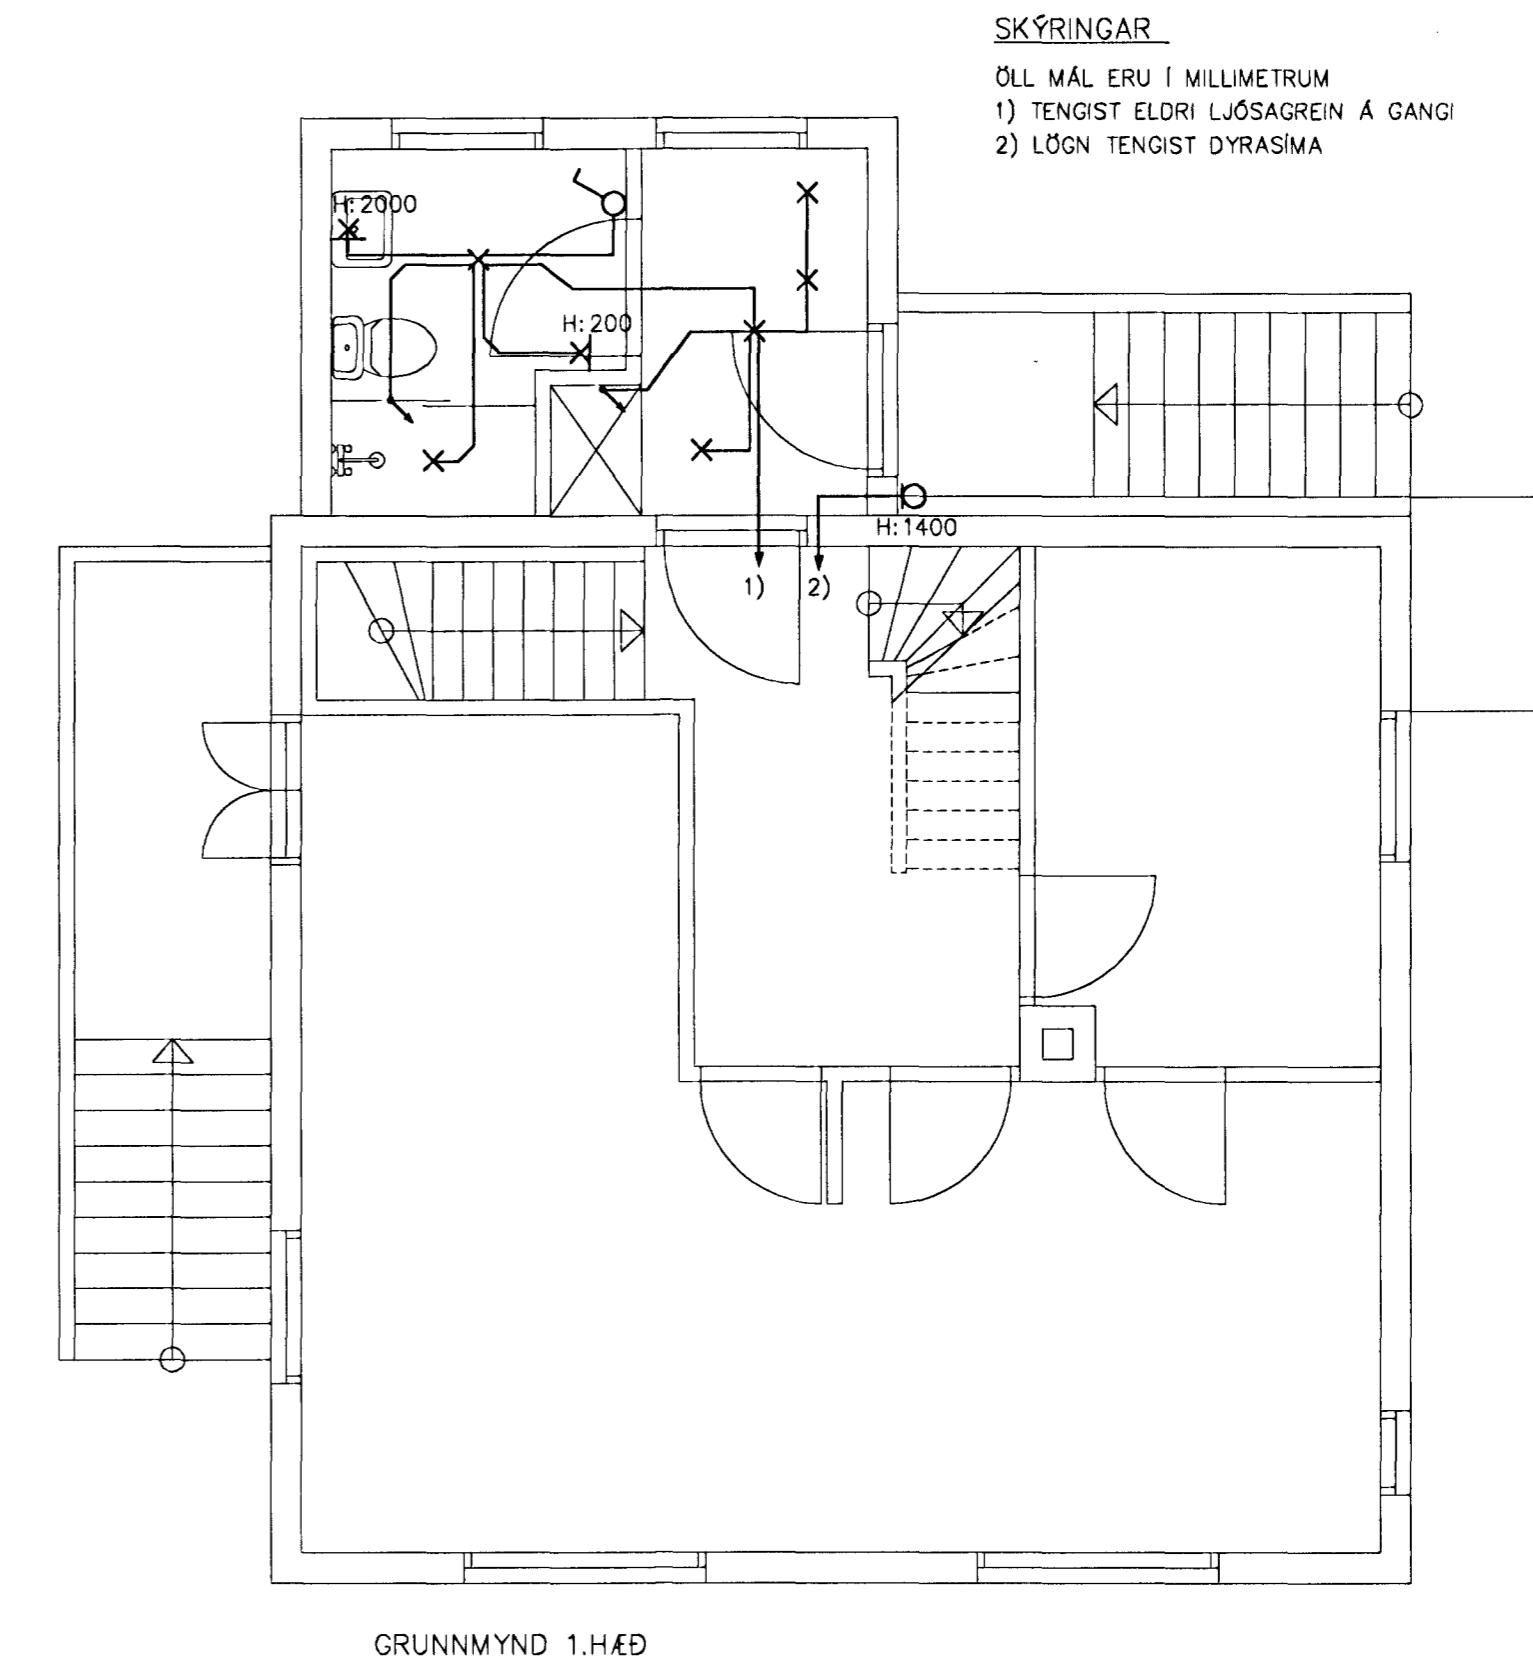 SKÝRINGAR
ÖLL MÁL ERU Í MILLIMETRUM
1) TENGIST ELDRI LJÓSAGREIN Á GANGI
2) LÖGN TENGIST DYRASÍMA
H:2000
H:200
H:1400
1)
2)
GRUNNMYND 1.HÆÐ